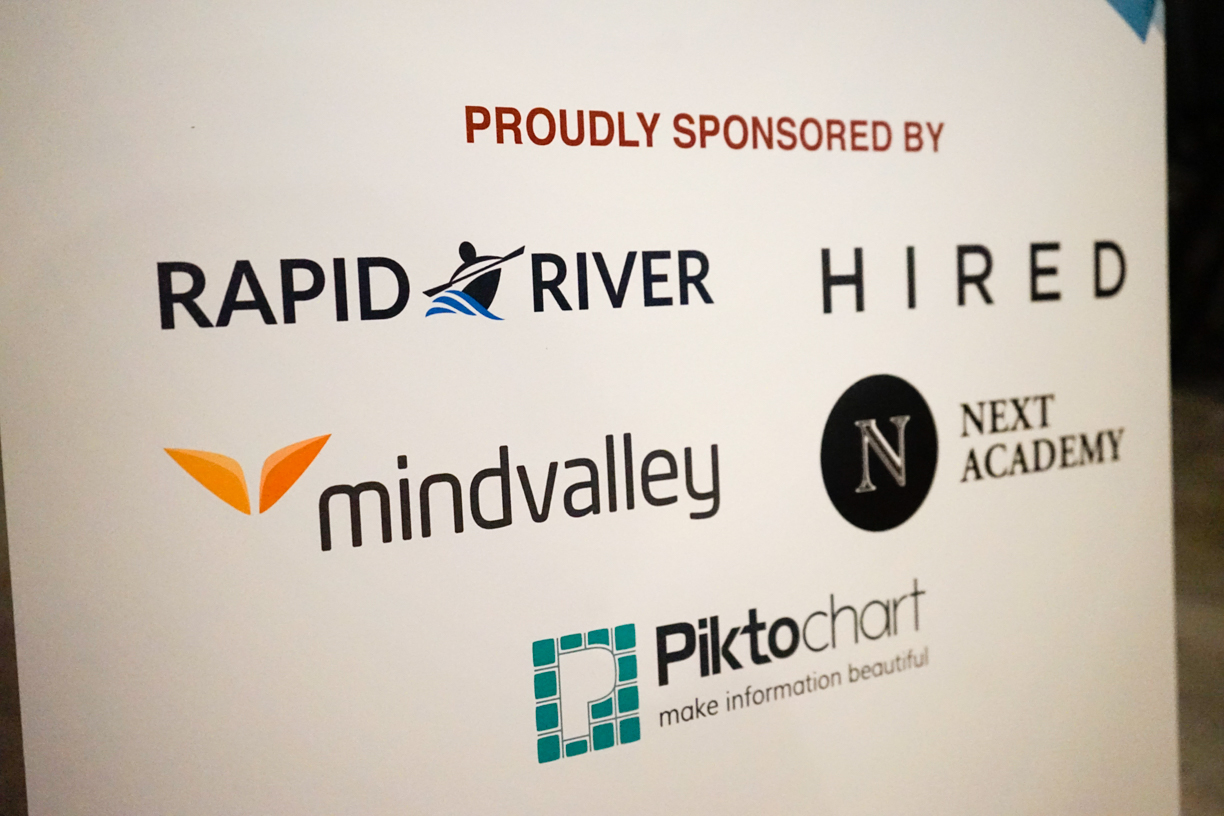 PROUDLY SPONSORED BY
RAPID RIVER
HIRED
mindvalley
N
NEXT
ACADEMY
P
Piktochart
make information beautiful